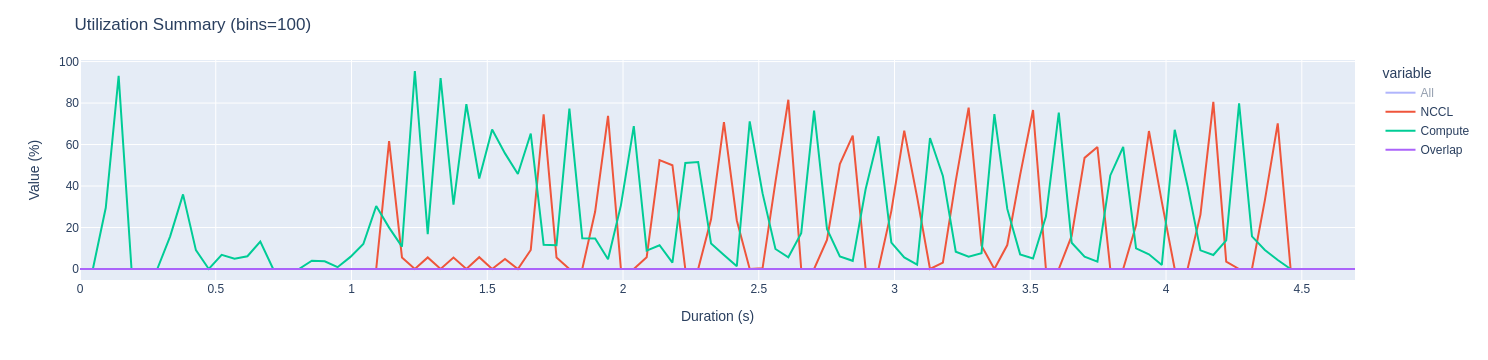 Utilization Summary (bins=100)
Value (%)
100
80
60
40
20
0
0
0.5
1
1.5
2
2.5
3
3.5
4
4.5
Duration (s)
variable
All
NCCL
Compute
Overlap